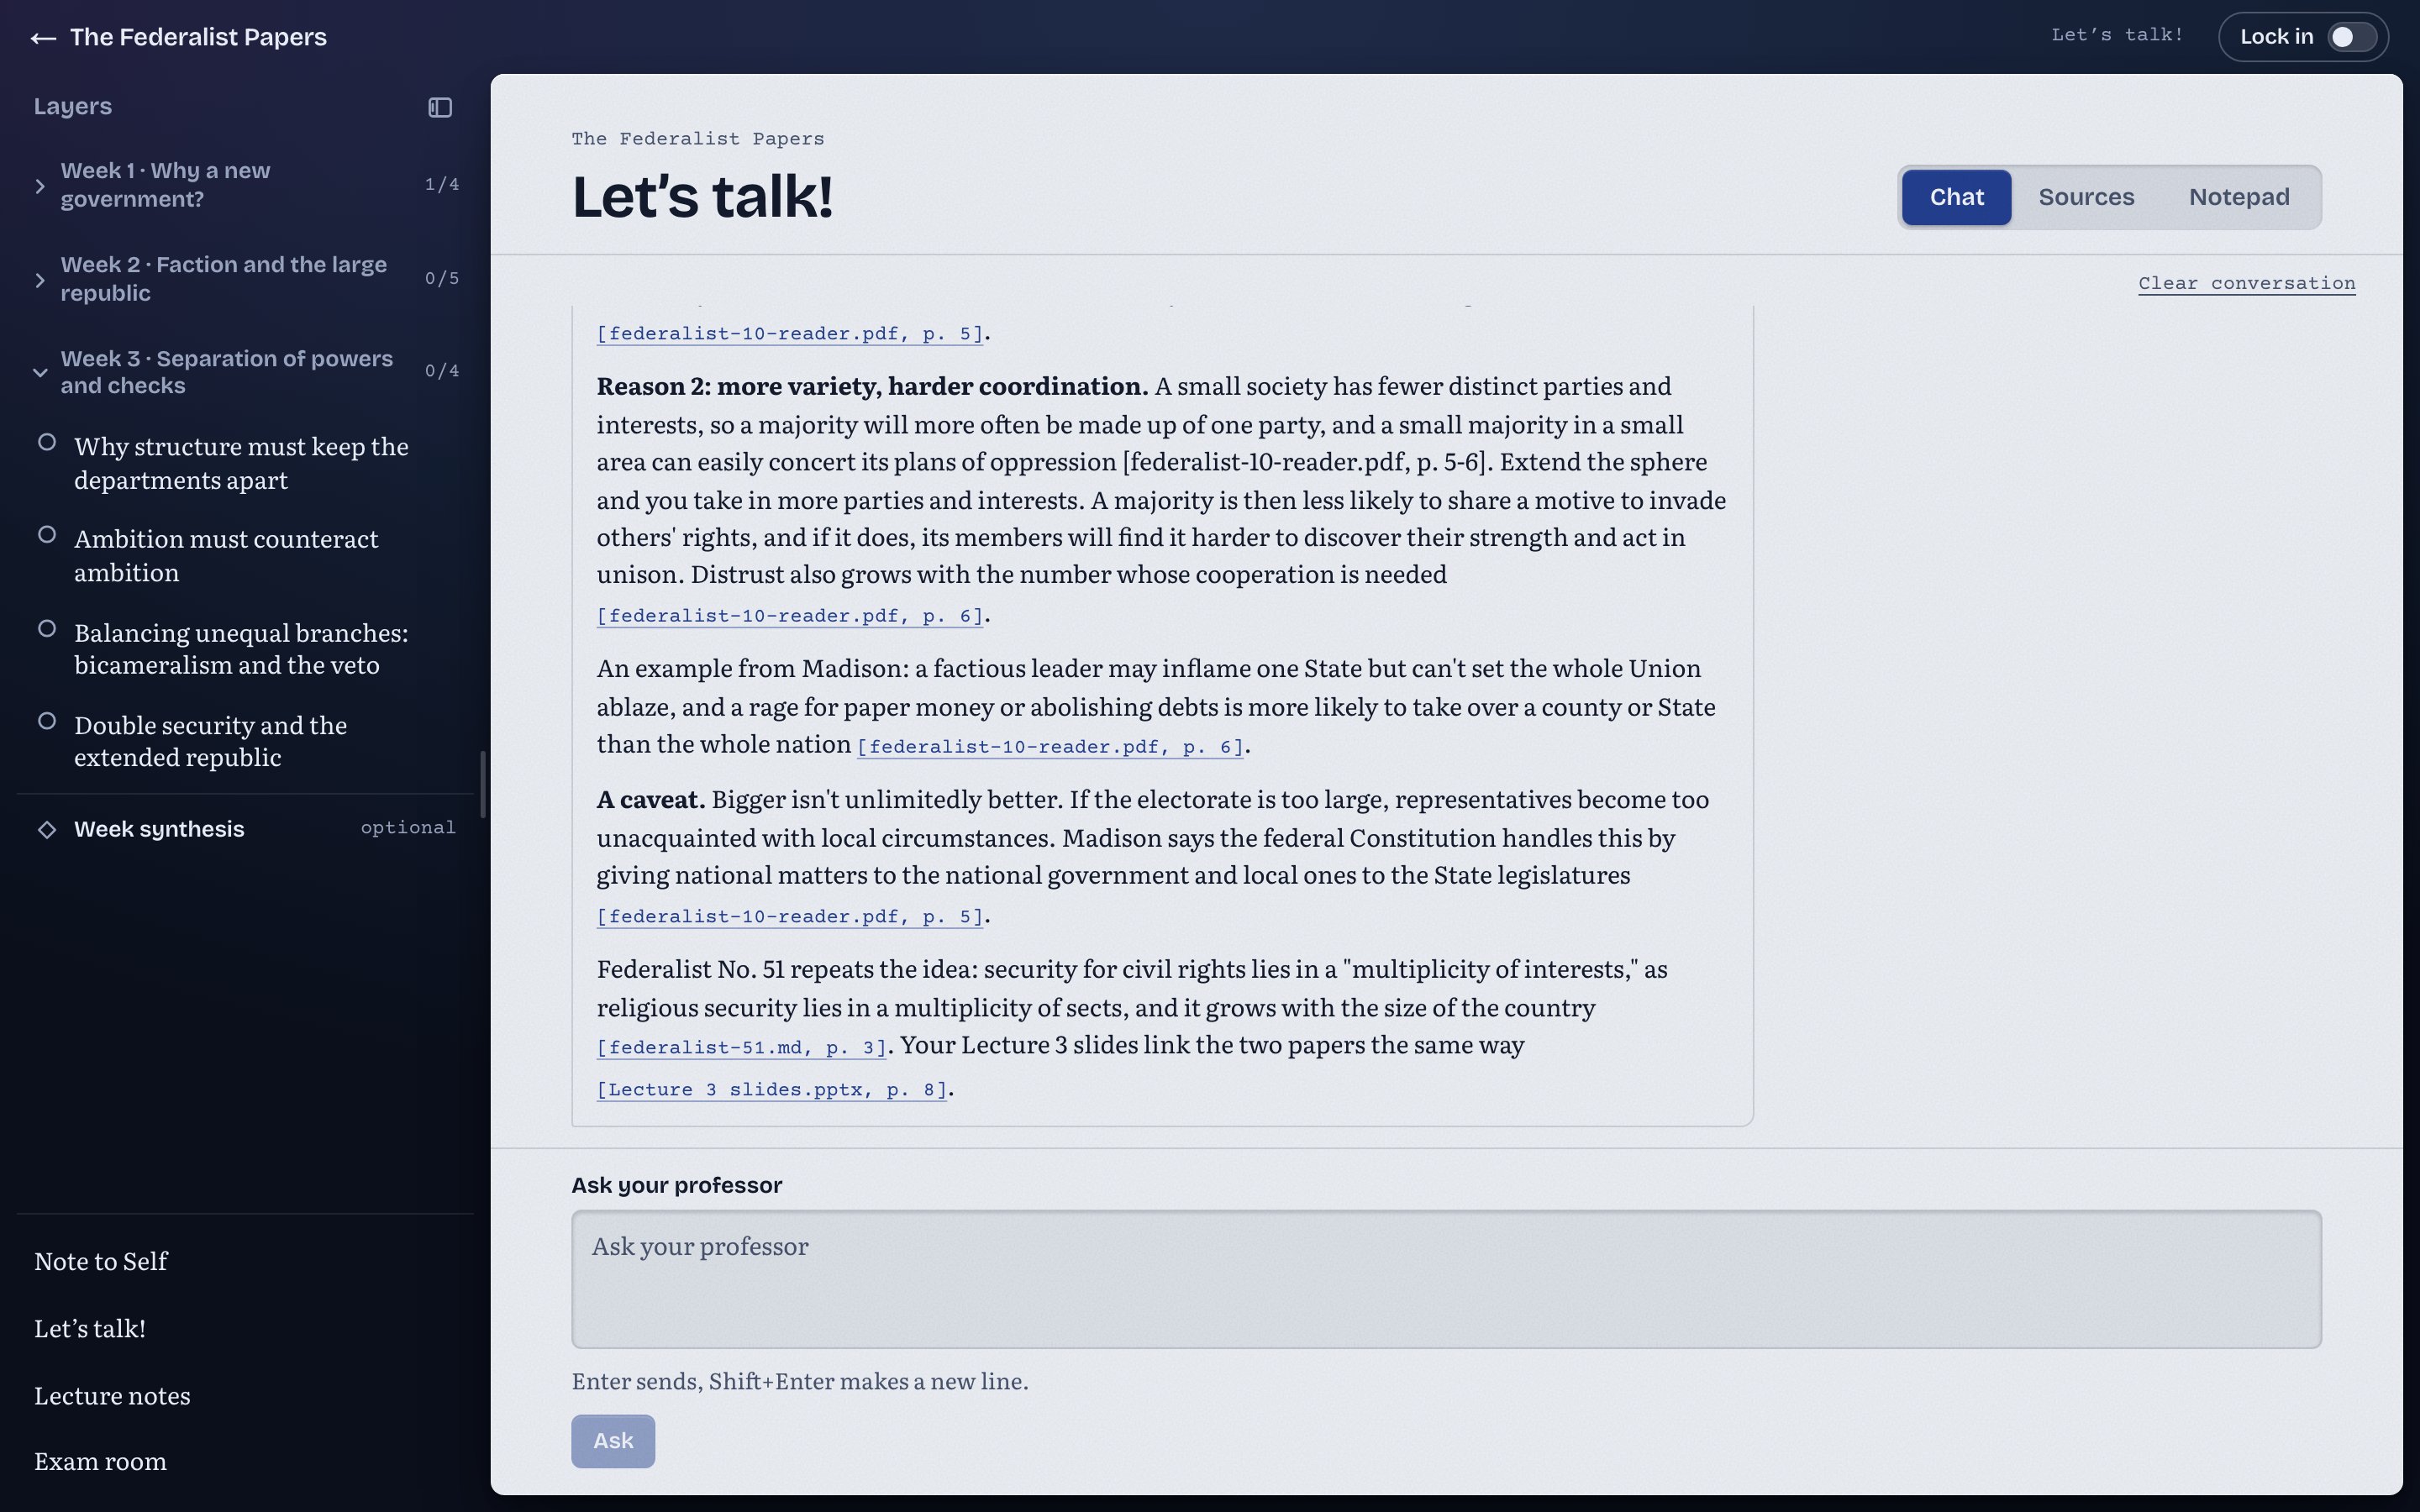 ← The Federalist Papers
Let’s talk!
Lock in
Layers
Week 1 · Why a new
government?
1/4
Week 2 · Faction and the large
republic
0/5
Week 3 · Separation of powers
and checks
0/4
Why structure must keep the
departments apart
Ambition must counteract
ambition
Balancing unequal branches:
bicameralism and the veto
Double security and the
extended republic
Week synthesis
optional
Note to Self
Let’s talk!
Lecture notes
Exam room
The Federalist Papers
Let’s talk!
Chat
Sources
Notepad
Clear conversation
[federalist-10-reader.pdf, p. 5].
Reason 2: more variety, harder coordination. A small society has fewer distinct parties and
interests, so a majority will more often be made up of one party, and a small majority in a small
area can easily concert its plans of oppression [federalist-10-reader.pdf, p. 5-6]. Extend the sphere
and you take in more parties and interests. A majority is then less likely to share a motive to invade
others' rights, and if it does, its members will find it harder to discover their strength and act in
unison. Distrust also grows with the number whose cooperation is needed
[federalist-10-reader.pdf, p. 6].
An example from Madison: a factious leader may inflame one State but can't set the whole Union
ablaze, and a rage for paper money or abolishing debts is more likely to take over a county or State
than the whole nation [federalist-10-reader.pdf, p. 6].
A caveat. Bigger isn't unlimitedly better. If the electorate is too large, representatives become too
unacquainted with local circumstances. Madison says the federal Constitution handles this by
giving national matters to the national government and local ones to the State legislatures
[federalist-10-reader.pdf, p. 5].
Federalist No. 51 repeats the idea: security for civil rights lies in a "multiplicity of interests," as
religious security lies in a multiplicity of sects, and it grows with the size of the country
[federalist-51.md, p. 3]. Your Lecture 3 slides link the two papers the same way
[Lecture 3 slides.pptx, p. 8].
Ask your professor
Ask your professor
Enter sends, Shift+Enter makes a new line.
Ask